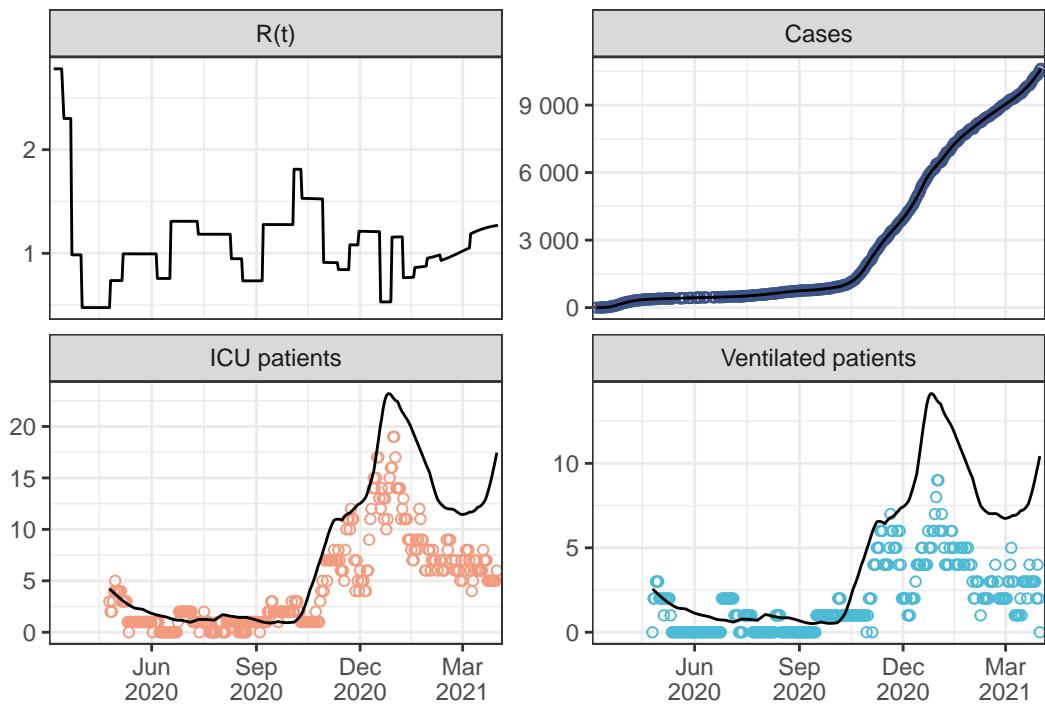 R(t)
Cases
2
1
9 000
6 000
3 000
0
ICU patients
Ventilated patients
20
15
10
5
0
10
5
0
Jun Sep Dec Mar
2020 2020 2020 2021
Jun Sep Dec Mar
2020 2020 2020 2021